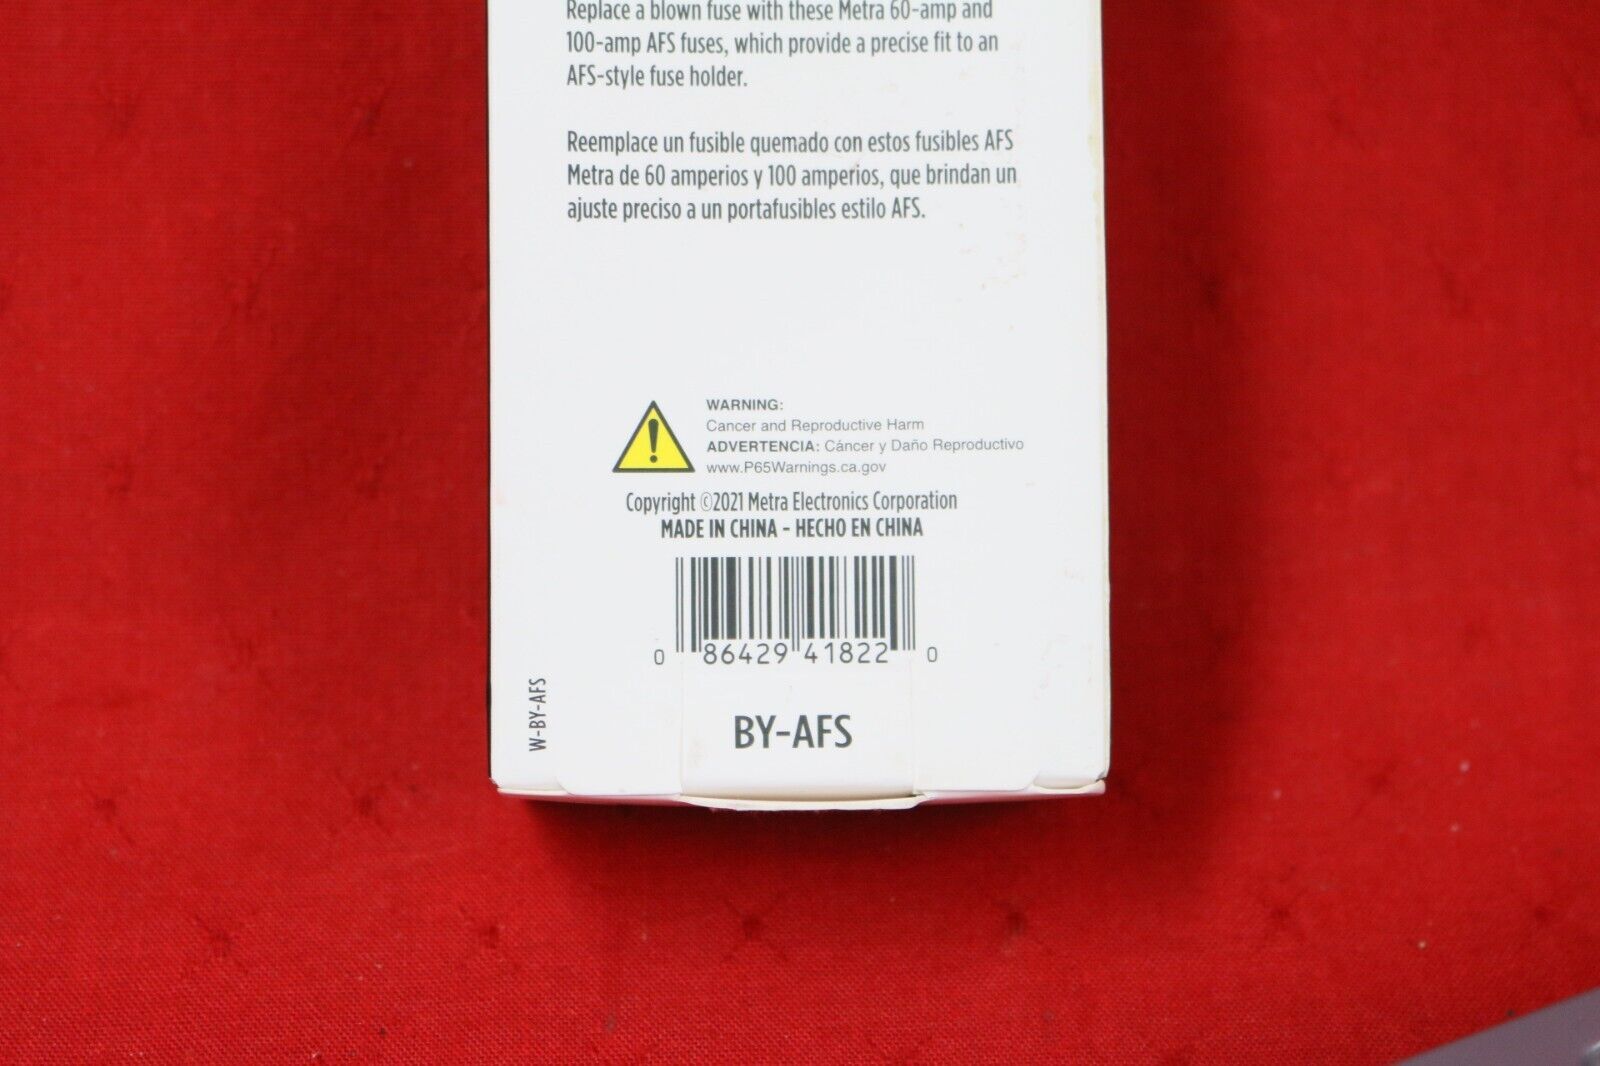 Replace a blown fuse with these Metra 60-amp and
100-amp AFS fuses, which provide a precise fit to an
AFS-style fuse holder.
Reemplace un fusible quemado con estos fusibles AFS
Metra de 60 amperios y 100 amperios, que brindan un
ajuste preciso a un portafusibles estilo AFS.
WARNING:
Cancer and Reproductive Harm
ADVERTENCIA: Cáncer y Daño Reproductivo
www.P65Warnings.ca.gov
Copyright ©2021 Metra Electronics Corporation
MADE IN CHINA - HECHO EN CHINA
0 86429 41822 0
W-BY-AFS
BY-AFS